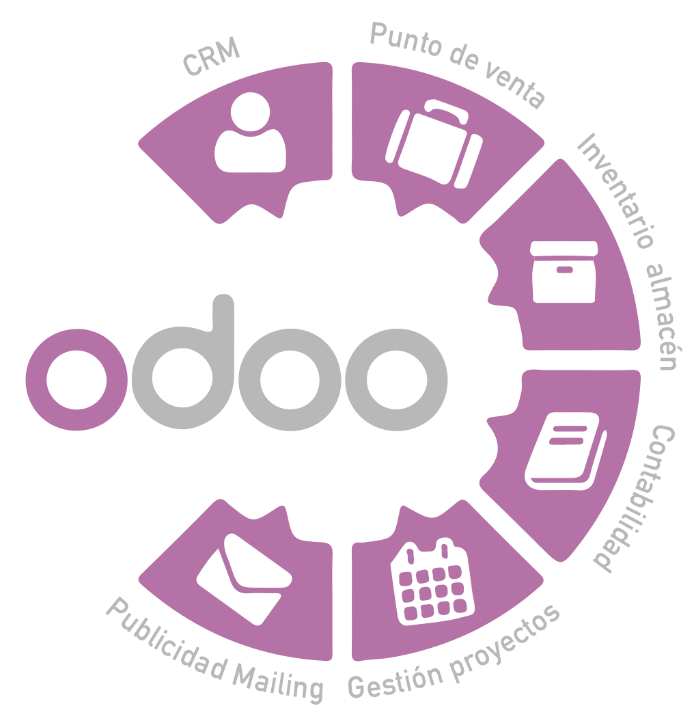 CRM
Punto de venta
Inventario almacén
odoo
Contabilidad
Publicidad Mailing
Gestión proyectos